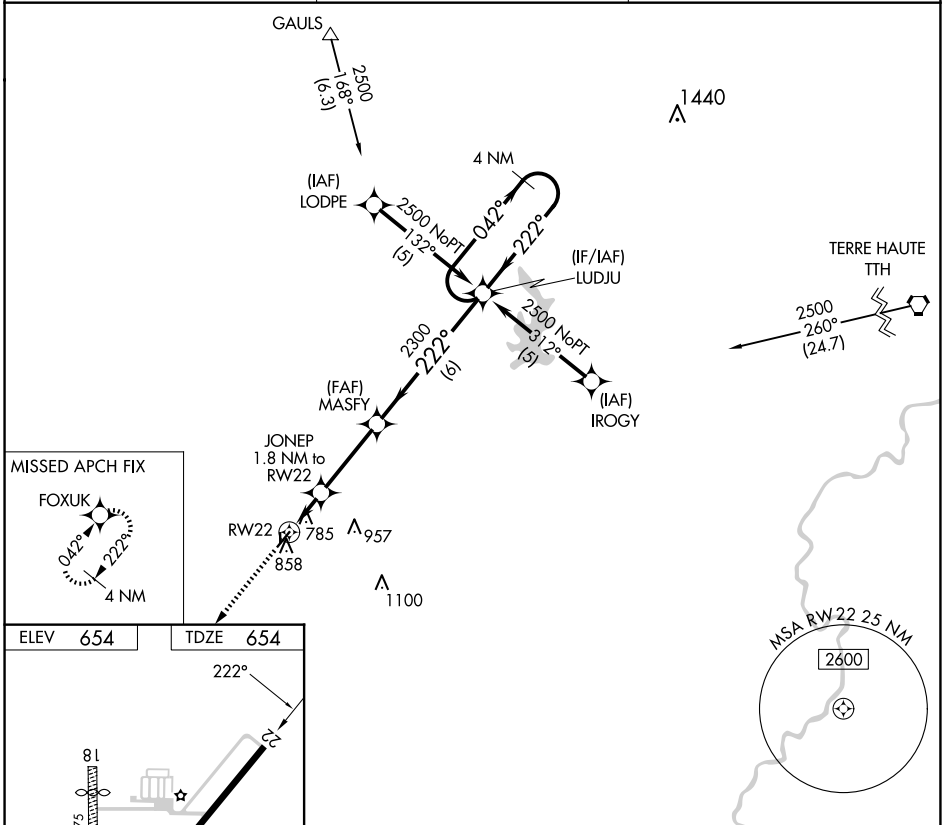 GAULS
2500
168°
(6.3)
1440
4 NM
(IAF)
LODPE
2500 NoPT
132°
(5)
042°
222°
(IF/IAF)
LUDJU
TERRE HAUTE
TTH
2500
260°
(24.7)
2500 NoPT
312°
(5)
2300
222°
(6)
(IAF)
IROGY
(FAF)
MASFY
JONEP
1.8 NM to
RW22
MISSED APCH FIX
FOXUK
042°
222°
4 NM
RW22
785
957
858
1100
ELEV 654
TDZE 654
222°
22
18
75
MSA RW22 25 NM
2600